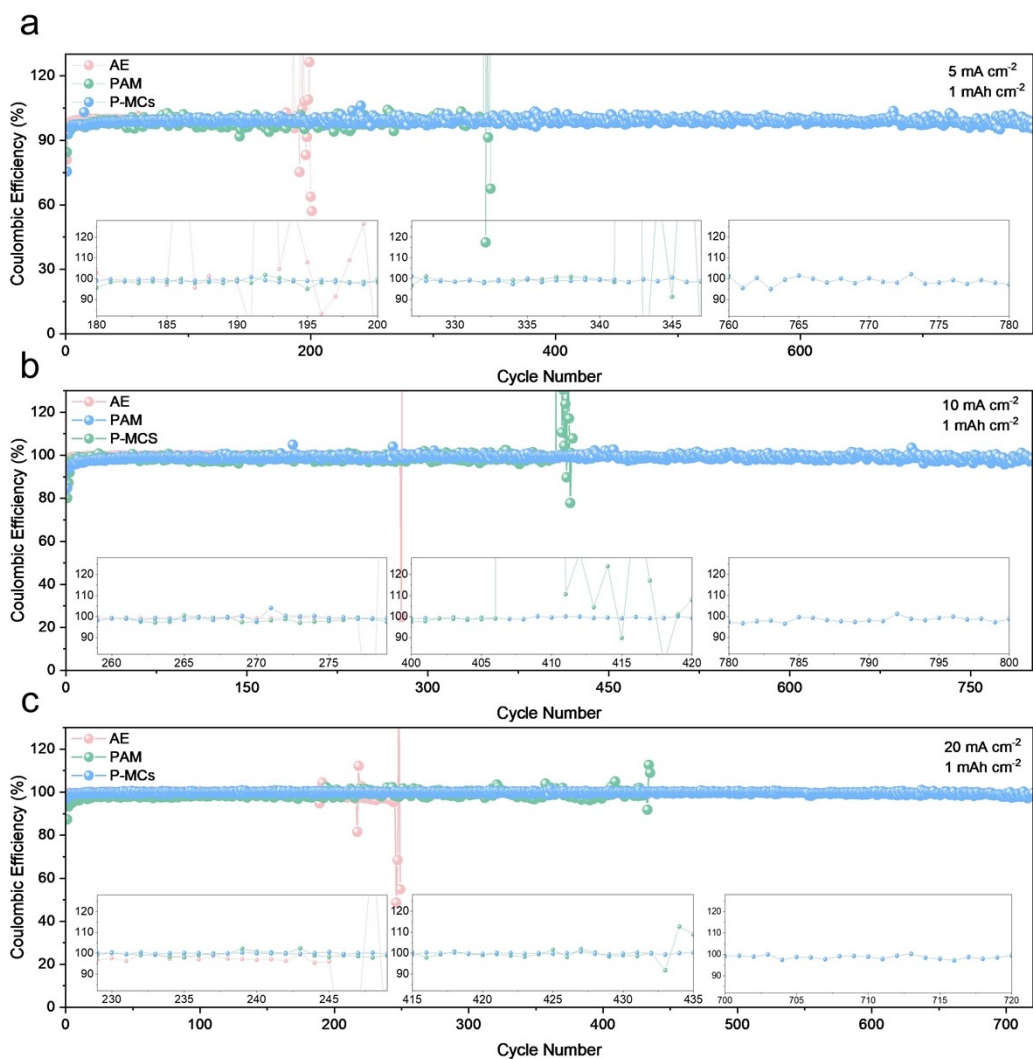 a
Coulombic Efficiency (%)
120
90
60
30
0
AE
PAM
P-MCs
5 mA cm⁻²
1 mAh cm⁻²
120
110
100
90
180 185 190 195 200
120
110
100
90
330 335 340 345
120
110
100
90
760 765 770 775 780
0 200 400 600
Cycle Number
b
Coulombic Efficiency (%)
120
100
80
60
40
20
0
AE
PAM
P-MCS
10 mA cm⁻²
1 mAh cm⁻²
120
110
100
90
260 265 270 275
120
110
100
90
400 405 410 415 420
120
110
100
90
780 785 790 795 800
0 150 300 450 600 750
Cycle Number
c
Coulombic Efficiency (%)
120
100
80
60
40
20
0
AE
PAM
P-MCs
20 mA cm⁻²
1 mAh cm⁻²
120
110
100
90
230 235 240 245
120
110
100
90
415 420 425 430 435
120
110
100
90
700 705 710 715 720
0 100 200 300 400 500 600 700
Cycle Number